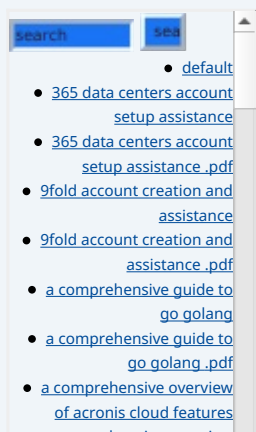 search
sea
default
365 data centers account
setup assistance
365 data centers account
setup assistance .pdf
9fold account creation and
assistance
9fold account creation and
assistance .pdf
a comprehensive guide to
go golang
a comprehensive guide to
go golang .pdf
a comprehensive overview
of acronis cloud features